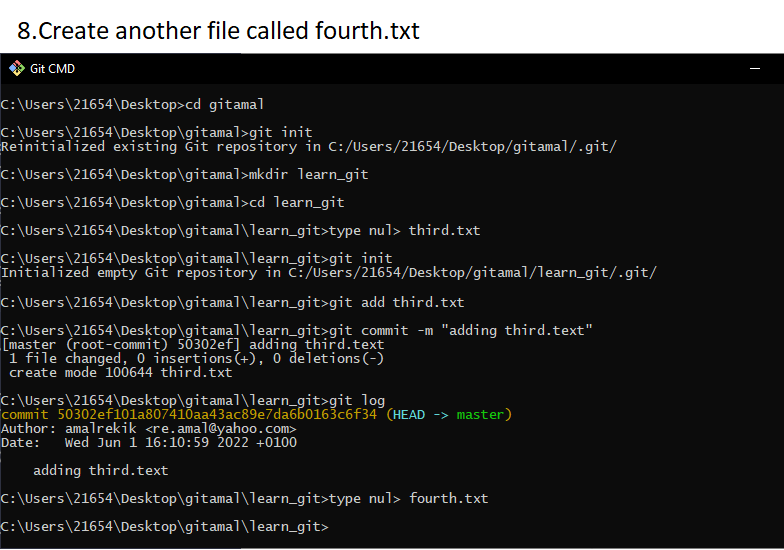 8.Create another file called fourth.txt
Git CMD
C:\Users\21654\Desktop>cd gitamal
C:\Users\21654\Desktop\gitamal>git init
Reinitialized existing Git repository in C:/Users/21654/Desktop/gitamal/.git/
C:\Users\21654\Desktop\gitamal>mkdir learn_git
C:\Users\21654\Desktop\gitamal>cd learn_git
C:\Users\21654\Desktop\gitamal\learn_git>type nul> third.txt
C:\Users\21654\Desktop\gitamal\learn_git>git init
Initialized empty Git repository in C:/Users/21654/Desktop/gitamal/learn_git/.git/
C:\Users\21654\Desktop\gitamal\learn_git>git add third.txt
C:\Users\21654\Desktop\gitamal\learn_git>git commit -m "adding third.text"
[master (root-commit) 50302ef] adding third.text
 1 file changed, 0 insertions(+), 0 deletions(-)
 create mode 100644 third.txt
C:\Users\21654\Desktop\gitamal\learn_git>git log
commit 50302ef101a807410aa43ac89e7da6b0163c6f34 (HEAD -> master)
Author: amalrekik <re.amal@yahoo.com>
Date:   Wed Jun 1 16:10:59 2022 +0100
    adding third.text
C:\Users\21654\Desktop\gitamal\learn_git>type nul> fourth.txt
C:\Users\21654\Desktop\gitamal\learn_git>